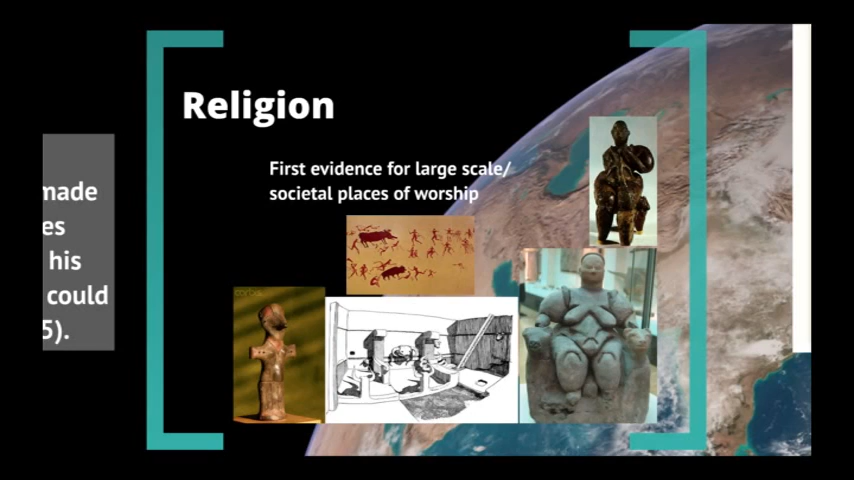 Religion
First evidence for large scale/
societal places of worship
made
es
his
could
5).